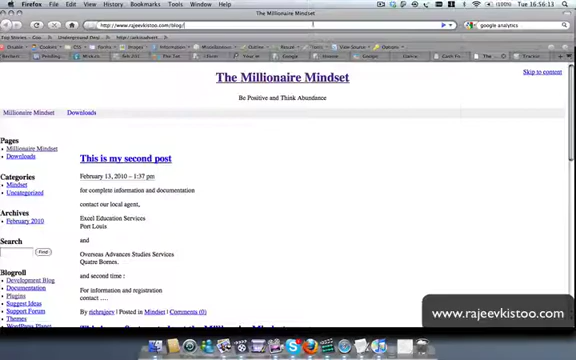 Firefox File Edit View History Bookmarks Tools Window Help
Tue 16:56:13
The Millionaire Mindset
http://www.rajeevkistoo.com/blog/
google analytics
Skip to content
The Millionaire Mindset
Be Positive and Think Abundance
Millionaire Mindset Downloads
Pages
Millionaire Mindset
Downloads
Categories
Mindset
Uncategorized
Archives
February 2010
Search
Find
Blogroll
Development Blog
Documentation
Plugins
Suggest Ideas
Support Forum
Themes
WordPress Planet
This is my second post
February 13, 2010 – 1:37 pm
for complete information and documentation
contact our local agent,
Excel Education Services
Port Louis
and
Overseas Advances Studies Services
Quatre Bornes.
and second time :
For information and registration
contact ....
By richrajeev | Posted in Mindset | Comments (0)
www.rajeevkistoo.com